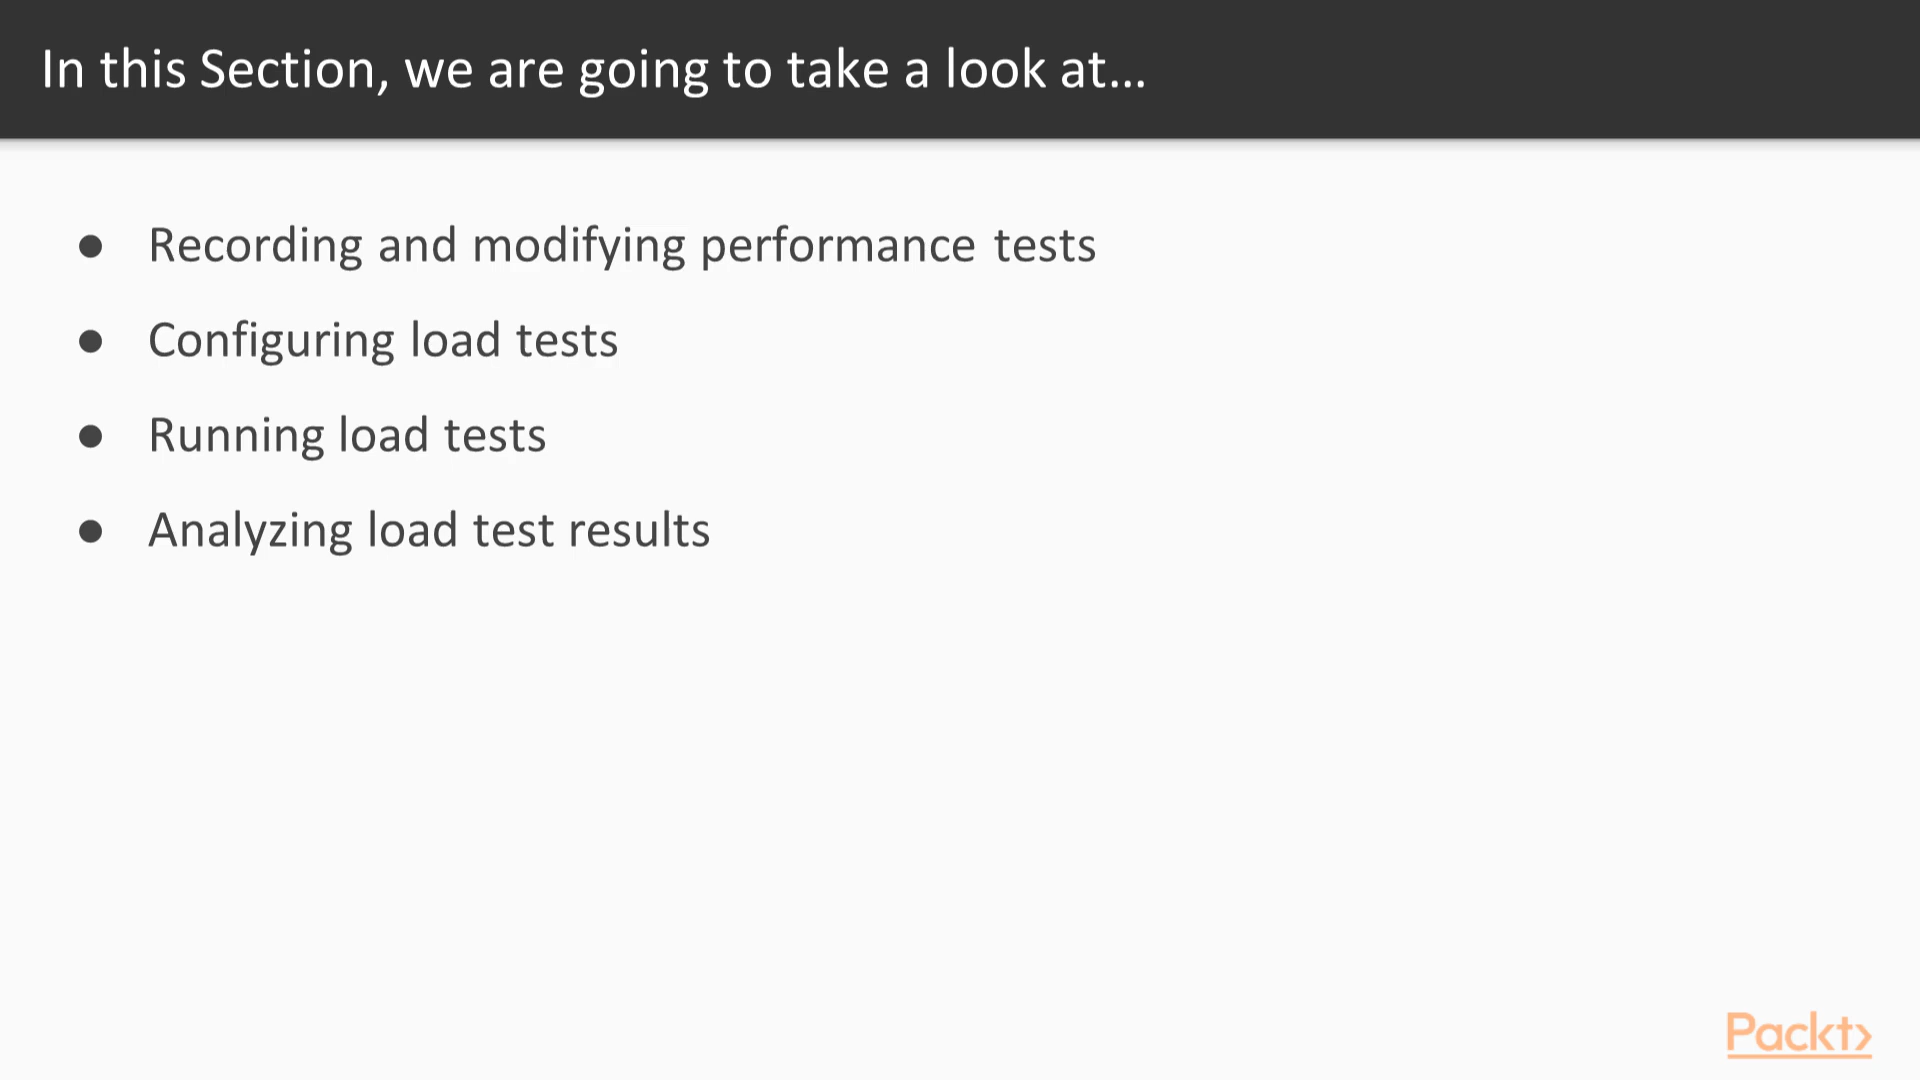 In this Section, we are going to take a look at...
● Recording and modifying performance tests
● Configuring load tests
● Running load tests
● Analyzing load test results
Packt>